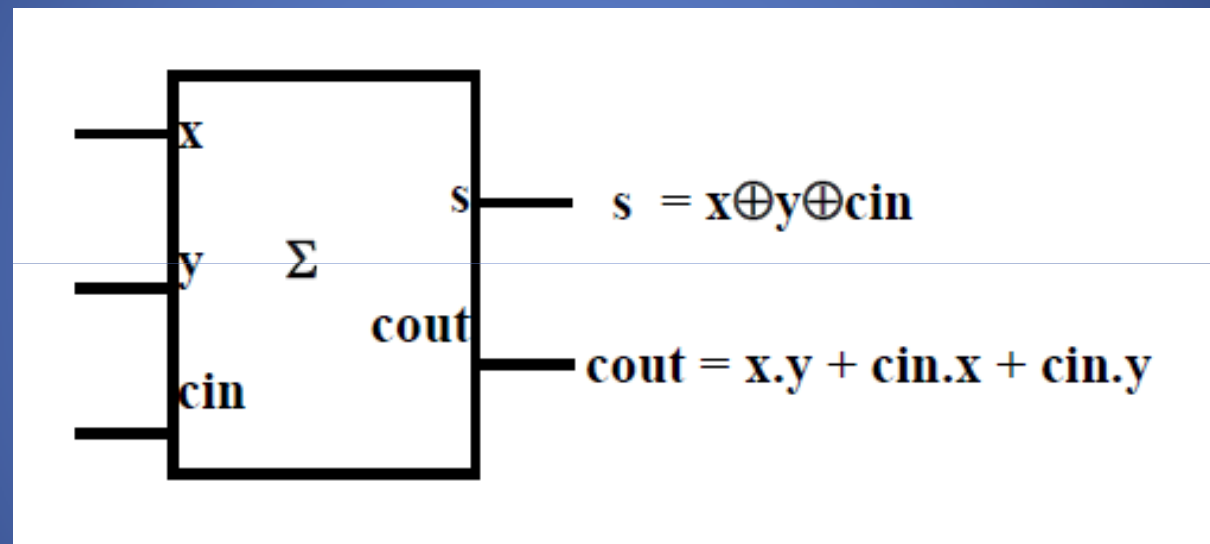 x
s
s = x⊕y⊕cin
y
Σ
cout
cout = x.y + cin.x + cin.y
cin